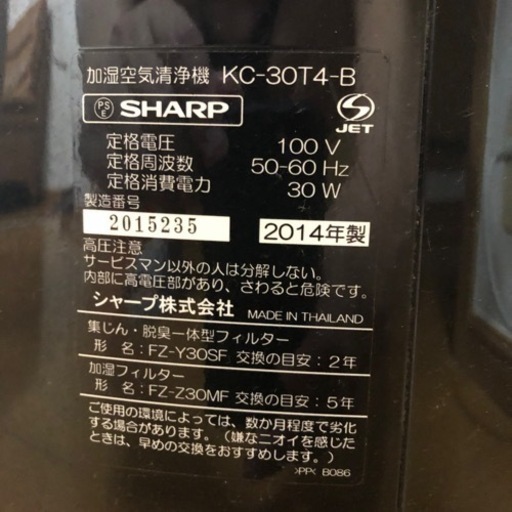 加湿空気清浄機 KC-30T4-B
PS E SHARP
JET
定格電圧 100 V
定格周波数 50-60 Hz
定格消費電力 30 W
製造番号
2015235 2014年製
高圧注意
サービスマン以外の人は分解しない。
内部に高電圧部があり、さわると危険です。
シャープ株式会社 MADE IN THAILAND
集じん・脱臭一体型フィルター
形 名：FZ-Y30SF 交換の目安：2年
加湿フィルター
形 名：FZ-Z30MF 交換の目安：5年
ご使用の環境によっては、数か月程度で劣化
する場合があります。（嫌なニオイを感じた
ときは、早めの交換をおすすめします。）
>PP< B086